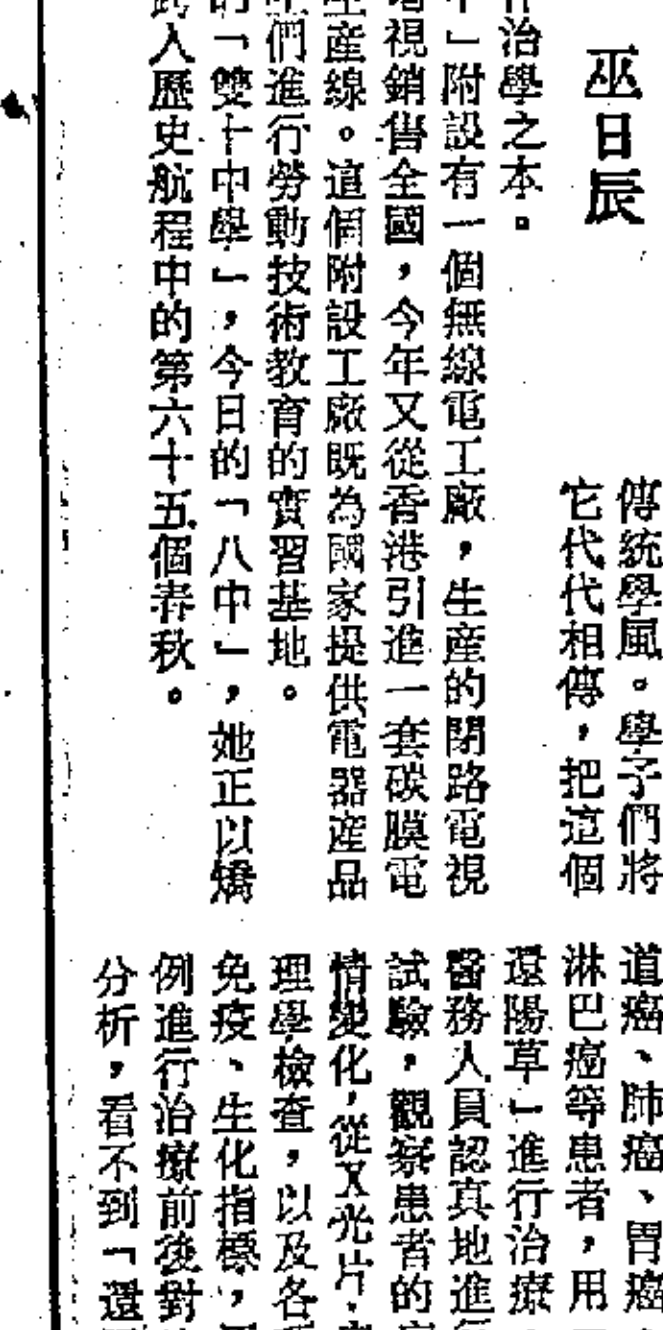 巫日辰
傳統學風。學子們將
它代代相傳,把這個
作治學之本。
中」附設有一個無線電工廠,生產的閉路電視
視銷售全國,今年又從香港引進一套碳膜電
生產線。這個附設工廠既為國家提供電器產品
們進行勞動技術教育的實習基地。
的「雙十中學」,今日的「八中」,她正以矯
入歷史航程中的第六十五個春秋。
道癌、肺癌、胃癌
淋巴癌等患者,用
還陽草」進行治療
醫務人員認真地進行
試驗,觀察患者的
情變化,從X光片、
理學檢查,以及各
免疫、生化指標,
例進行治療前後對
分析,看不到「還